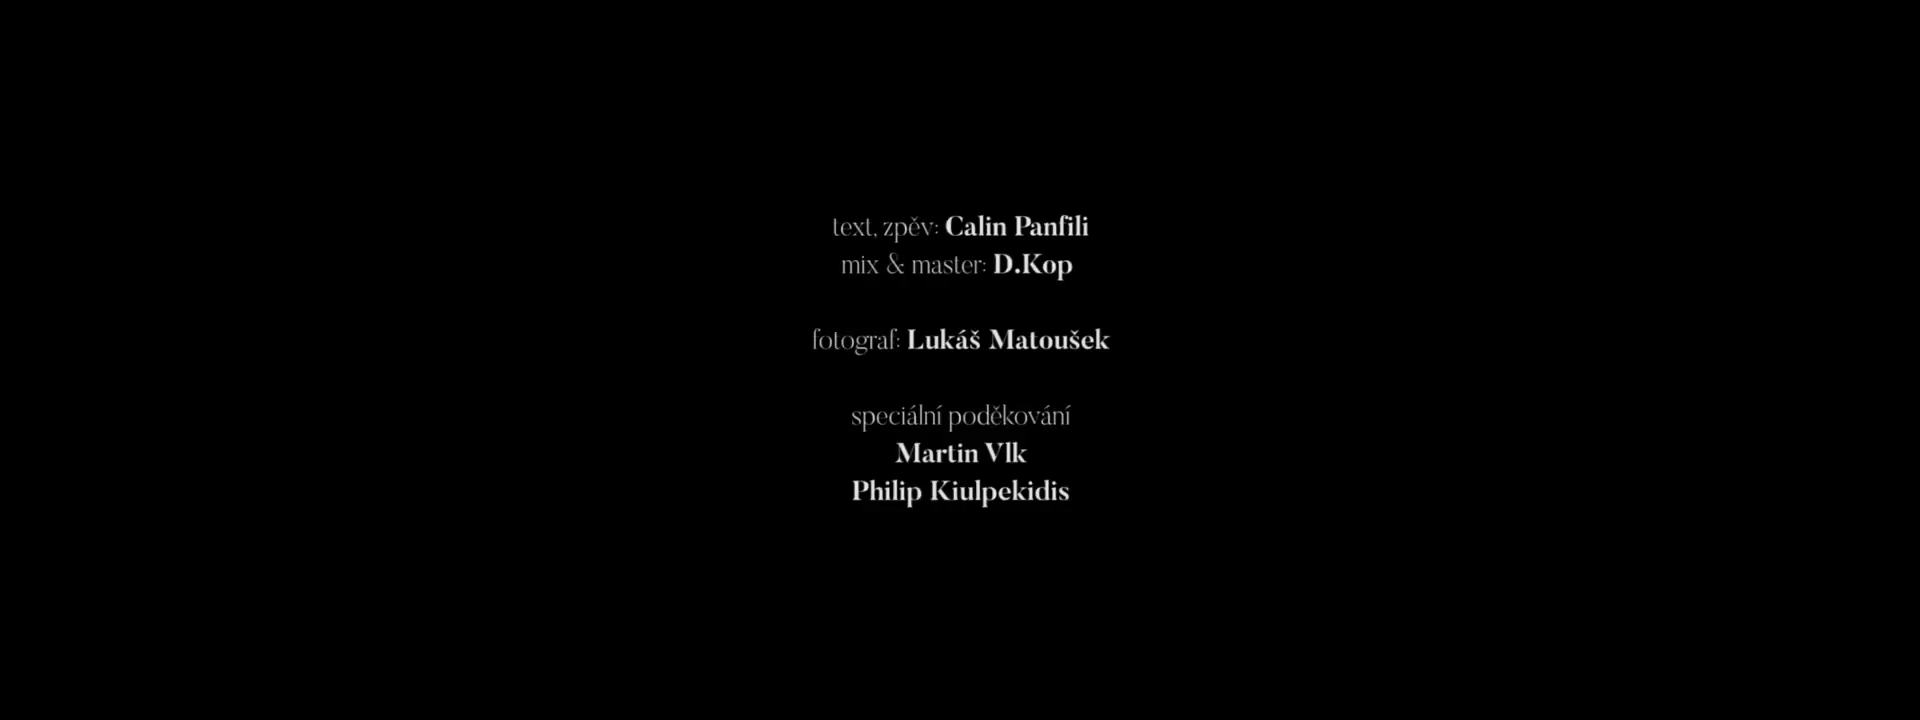 text, zpěv: Calin Panfili
mix & master: D.Kop
fotograf: Lukáš Matoušek
speciální poděkování
Martin Vlk
Philip Kiulpekidis